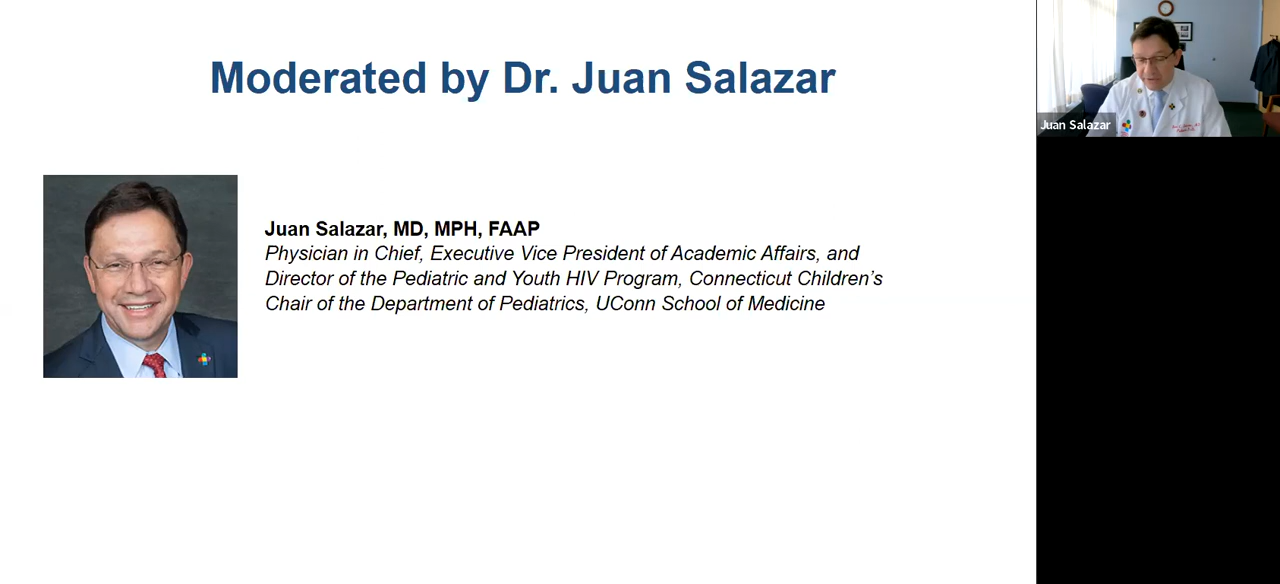 Moderated by Dr. Juan Salazar
Juan Salazar
Juan Salazar, MD, MPH, FAAP
Physician in Chief, Executive Vice President of Academic Affairs, and
Director of the Pediatric and Youth HIV Program, Connecticut Children's
Chair of the Department of Pediatrics, UConn School of Medicine